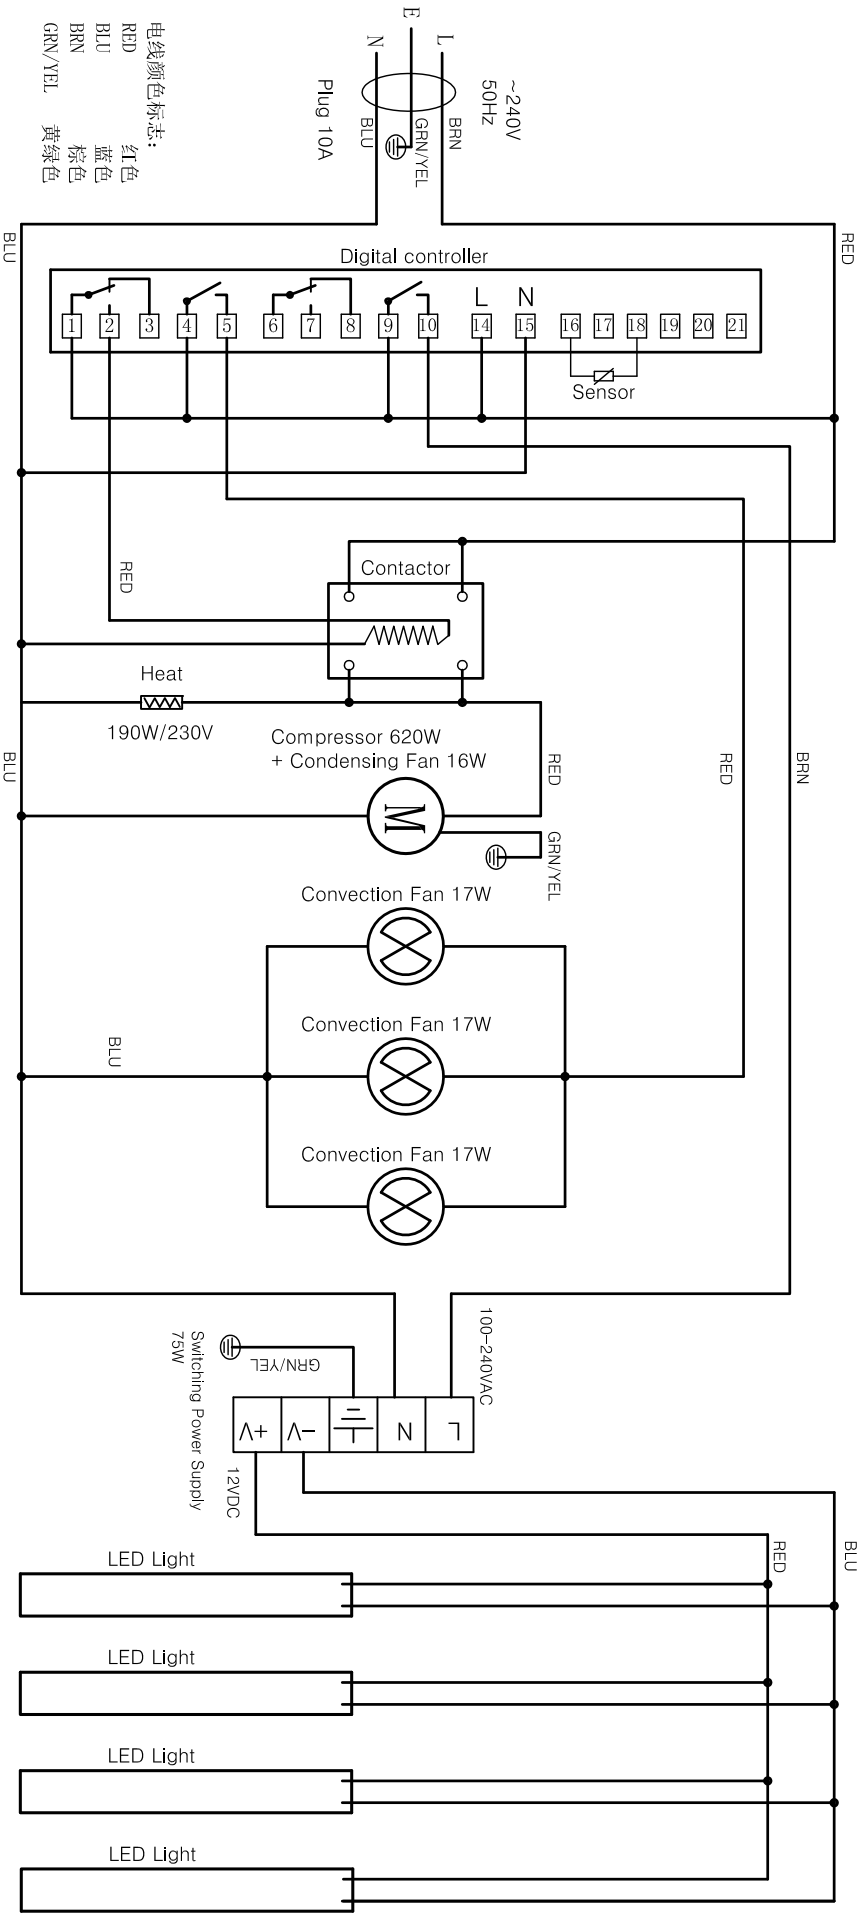 E
L
N
~240V
50Hz
Plug 10A
BRN
GRN/YEL
BLU
电线颜色标志:
RED 红色
BLU 蓝色
BRN 棕色
GRN/YEL 黄绿色
BLU
RED
Digital controller
L N
1 2 3 4 5 6 7 8 9 10 14 15 16 17 18 19 20 21
Sensor
RED
Contactor
Heat
190W/230V
Compressor 620W
+ Condensing Fan 16W
M
BLU
RED
RED
BRN
GRN/YEL
Convection Fan 17W
Convection Fan 17W
BLU
Convection Fan 17W
100-240VAC
GRN/YEL
Switching Power Supply
75W
V+ V- N L
12VDC
RED
BLU
LED Light
LED Light
LED Light
LED Light